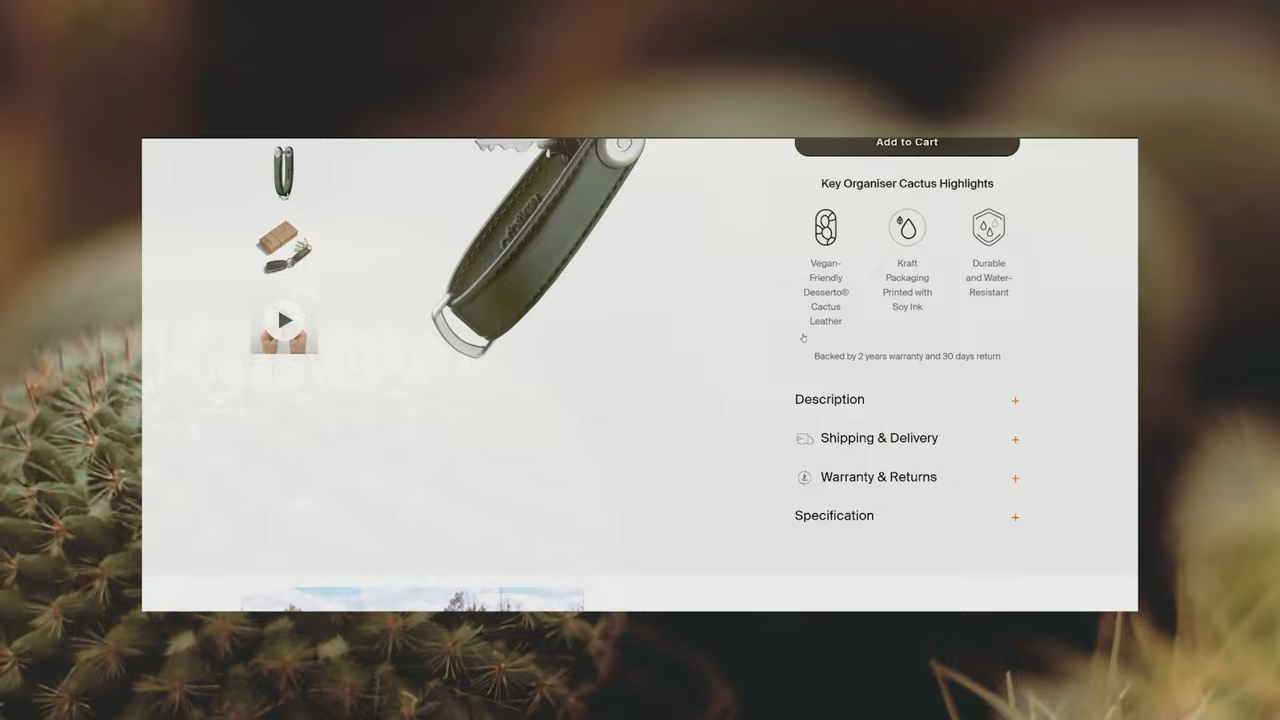 Add to Cart
Key Organiser Cactus Highlights
Vegan-
Friendly
Desserto®
Cactus
Leather
Kraft
Packaging
Printed with
Soy Ink
Durable
and Water-
Resistant
Backed by 2 years warranty and 30 days return
Description
Shipping & Delivery
Warranty & Returns
Specification